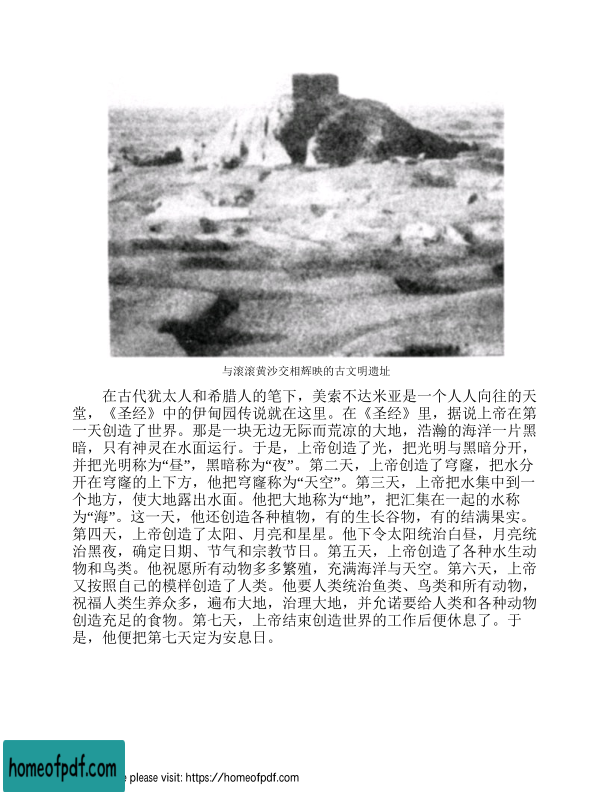 与滚滚黄沙交相辉映的古文明遗址
在古代犹太人和希腊人的笔下，美索不达米亚是一个人人向往的天
堂，《圣经》中的伊甸园传说就在这里。在《圣经》里，据说上帝在第
一天创造了世界。那是一块无边无际而荒凉的大地，浩瀚的海洋一片黑
暗，只有神灵在水面运行。于是，上帝创造了光，把光明与黑暗分开，
并把光明称为“昼”，黑暗称为“夜”。第二天，上帝创造了穹窿，把水分
开在穹窿的上下方，他把穹窿称为“天空”。第三天，上帝把水集中到一
个地方，使大地露出水面。他把大地称为“地”，把汇集在一起的水称
为“海”。这一天，他还创造各种植物，有的生长谷物，有的结满果实。
第四天，上帝创造了太阳、月亮和星星。他下令太阳统治白昼，月亮统
治黑夜，确定日期、节气和宗教节日。第五天，上帝创造了各种水生动
物和鸟类。他祝愿所有动物多多繁殖，充满海洋与天空。第六天，上帝
又按照自己的模样创造了人类。他要人类统治鱼类、鸟类和所有动物，
祝福人类生养众多，遍布大地，治理大地，并允诺要给人类和各种动物
创造充足的食物。第七天，上帝结束创造世界的工作后便休息了。于
是，他便把第七天定为安息日。
homeofpdf.com
please visit: https://homeofpdf.com